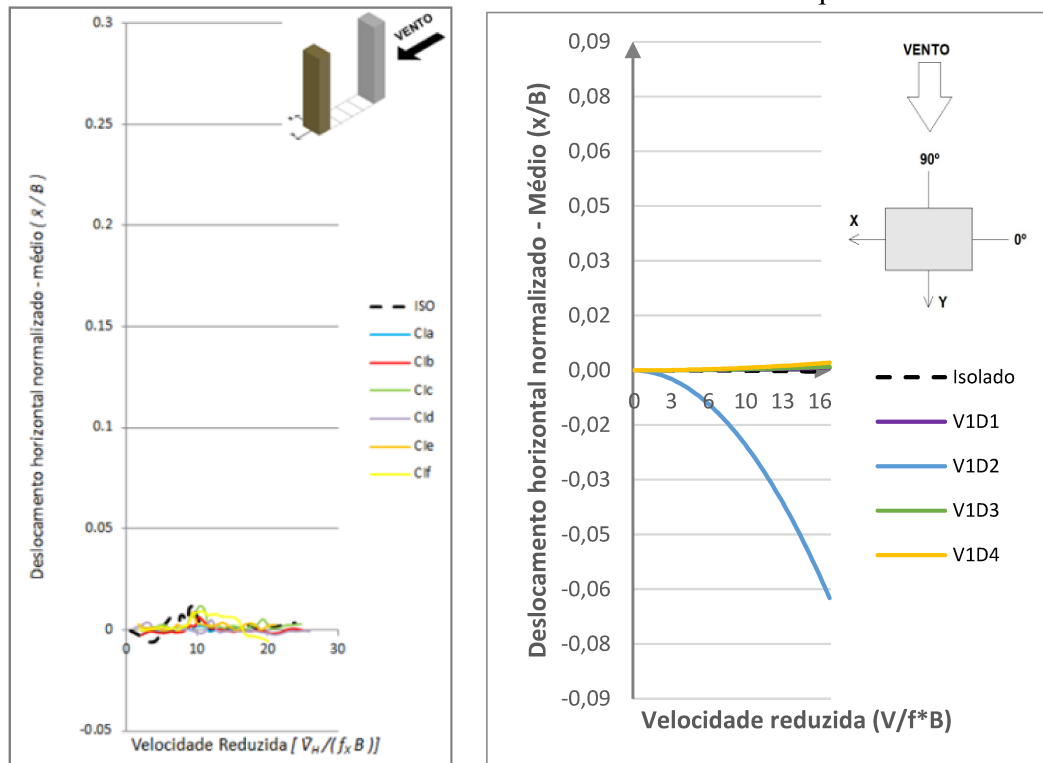 0.3
0.25
0.2
0.15
0.1
0.05
0
-0.05
0
10
20
30
Deslocamento horizontal normalizado - médio ( x̄ / B )
Velocidade Reduzida [ V̄H /( fX B )]
VENTO
ISO
CIa
CIb
CIc
CId
CIe
CIf
0,09
0,08
0,06
0,05
0,03
0,02
0,00
-0,02
-0,03
-0,05
-0,06
-0,08
-0,09
0 3 6 10 13 16
Deslocamento horizontal normalizado - Médio (x/B)
Velocidade reduzida (V/f*B)
VENTO
90º
X
0º
Y
Isolado
V1D1
V1D2
V1D3
V1D4